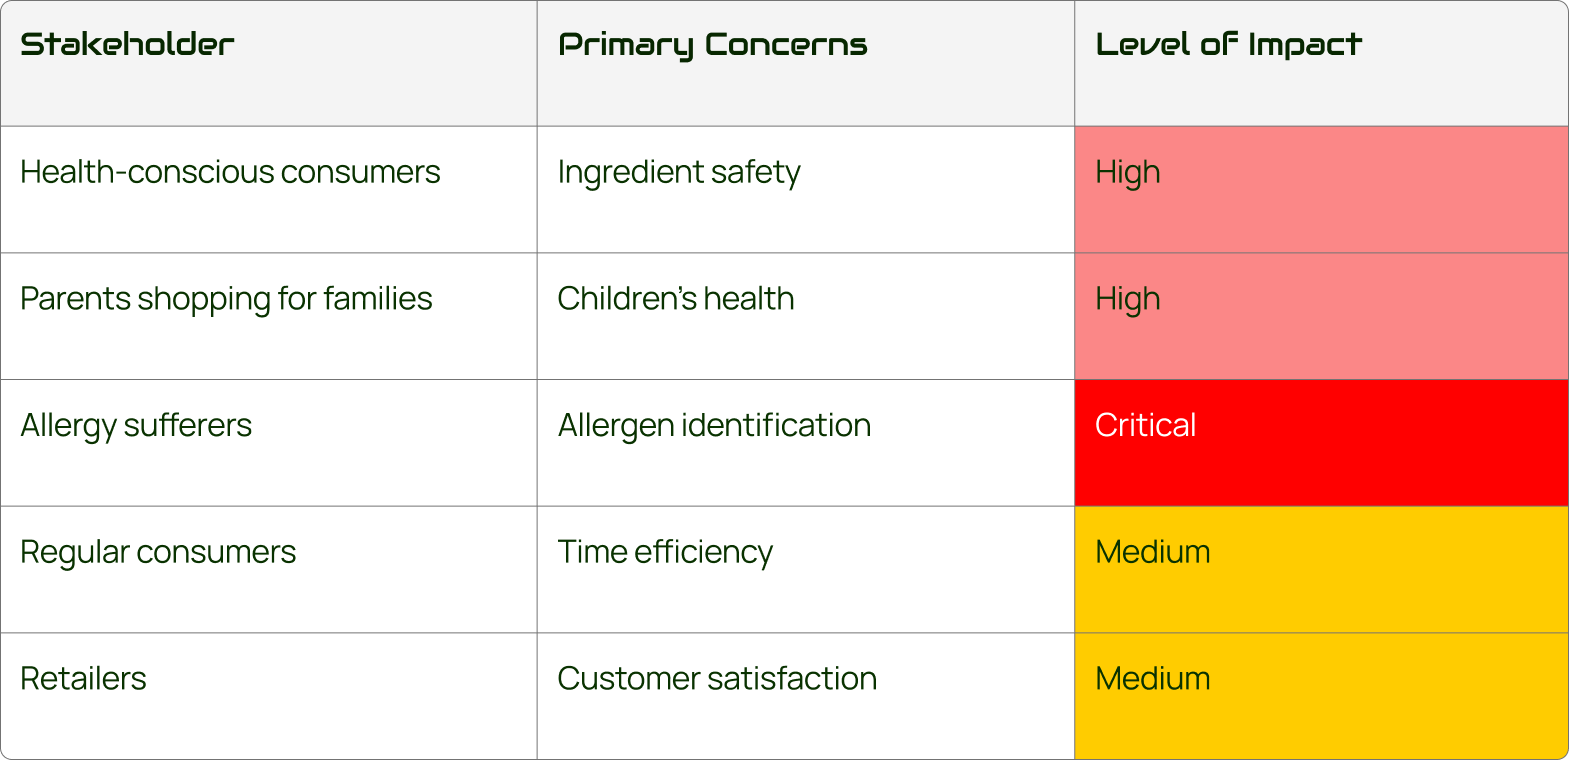 Stakeholder Primary Concerns Level of Impact
Health-conscious consumers Ingredient safety High
Parents shopping for families Children’s health High
Allergy sufferers Allergen identification Critical
Regular consumers Time efficiency Medium
Retailers Customer satisfaction Medium